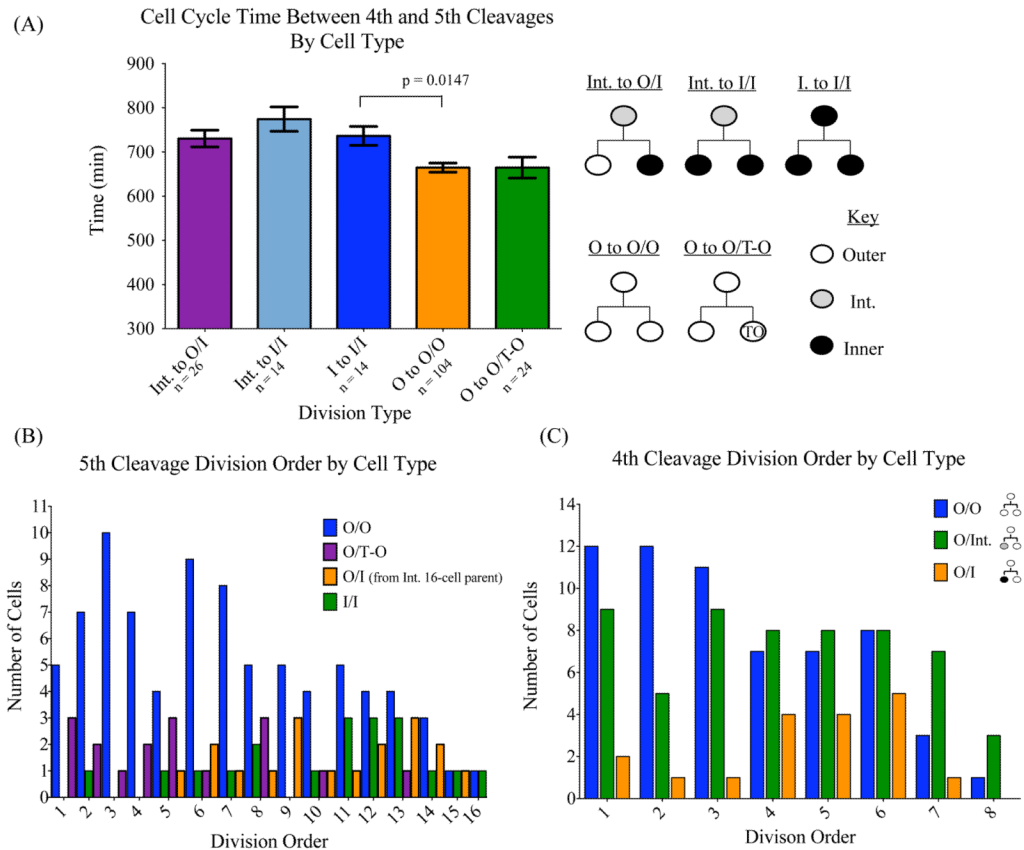 (A)
Cell Cycle Time Between 4th and 5th Cleavages
By Cell Type
900
800
700
600
500
400
300
Time (min)
p = 0.0147
Int. to O/I
n = 26
Int. to I/I
n = 14
I to I/I
n = 14
O to O/O
n = 104
O to O/T-O
n = 24
Division Type
Int. to O/I
Int. to I/I
I. to I/I
O to O/O
O to O/T-O
TO
Key
Outer
Int.
Inner
(B)
5th Cleavage Division Order by Cell Type
11
10
9
8
7
6
5
4
3
2
1
0
Number of Cells
O/O
O/T-O
O/I (from Int. 16-cell parent)
I/I
1 2 3 4 5 6 7 8 9 10 11 12 13 14 15 16
Division Order
(C)
4th Cleavage Division Order by Cell Type
14
12
10
8
6
4
2
0
Number of Cells
O/O
O/Int.
O/I
1 2 3 4 5 6 7 8
Divison Order